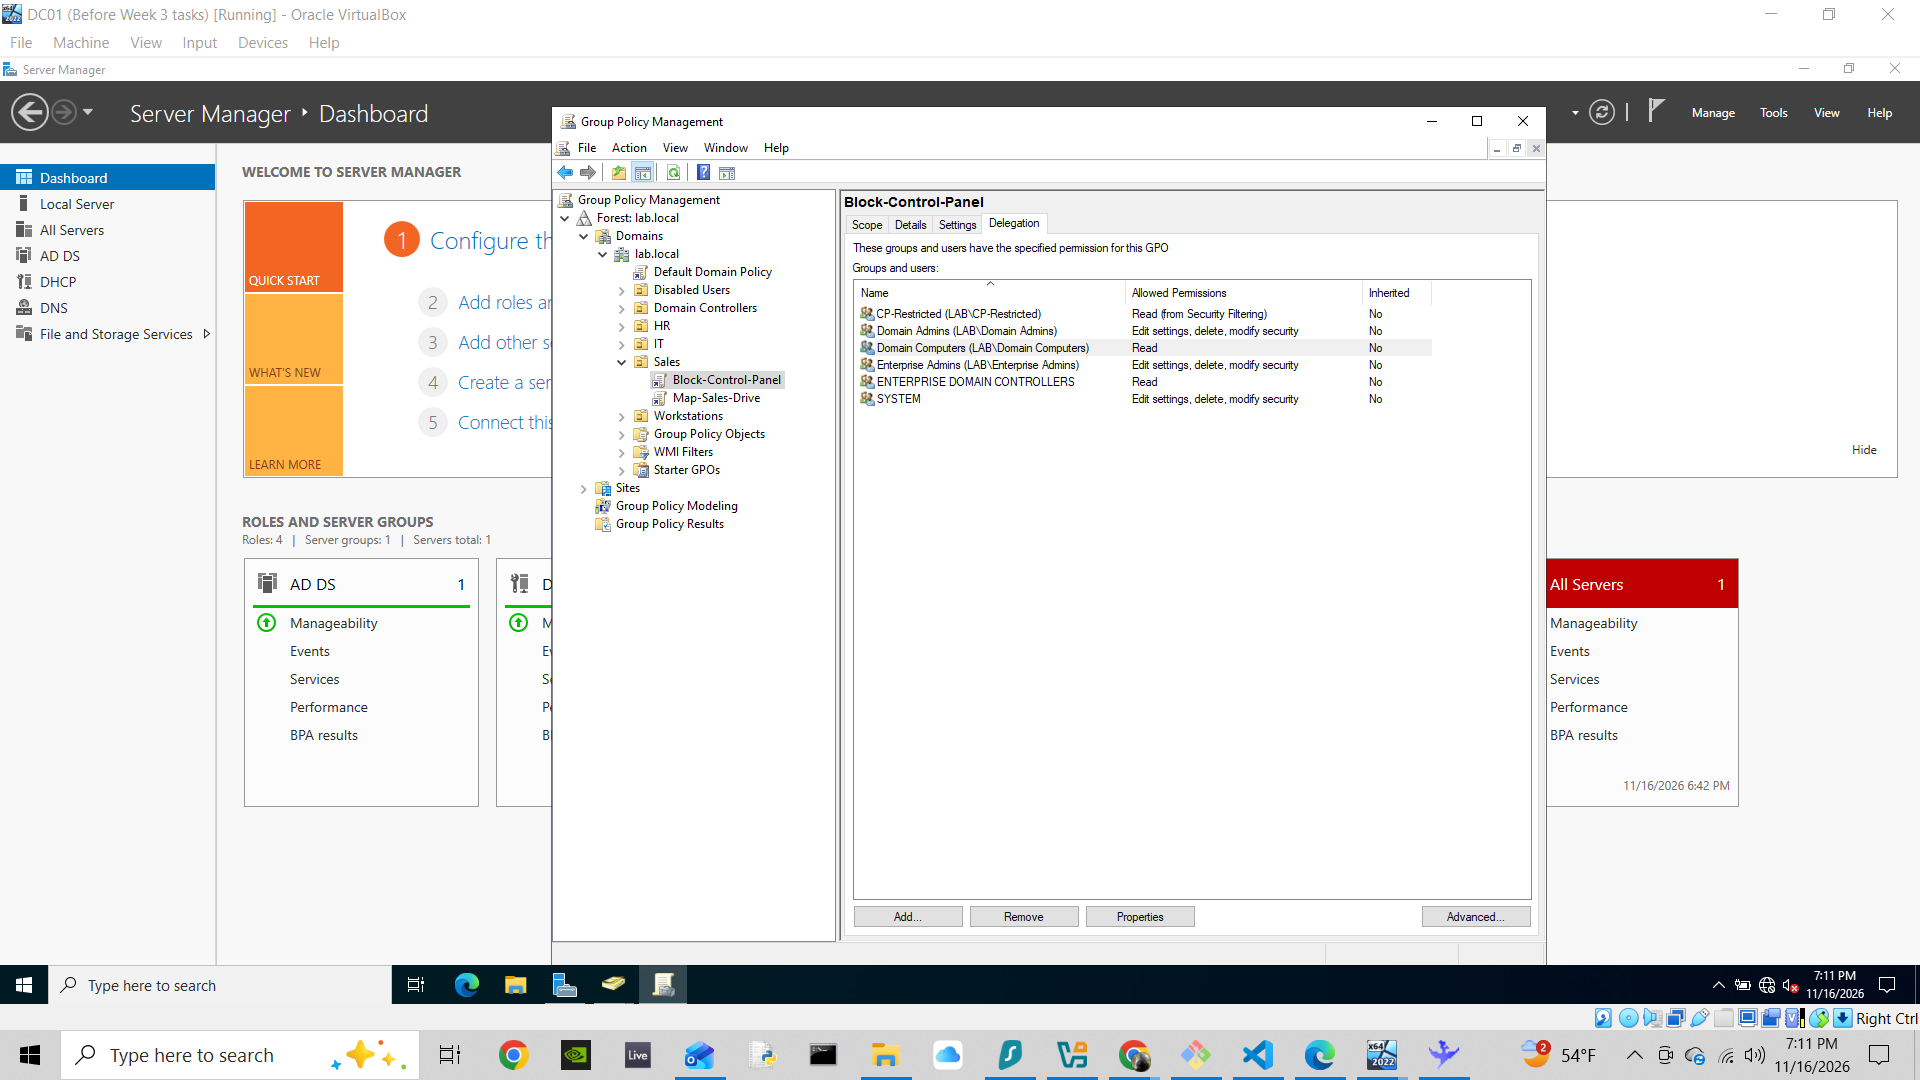 DC01 (Before Week 3 tasks) [Running] - Oracle VirtualBox
File Machine View Input Devices Help
Server Manager
Server Manager • Dashboard
Manage Tools View Help
Dashboard
Local Server
All Servers
AD DS
DHCP
DNS
File and Storage Services
WELCOME TO SERVER MANAGER
QUICK START
WHAT'S NEW
LEARN MORE
1 Configure th
2 Add roles an
3 Add other s
4 Create a ser
5 Connect this
Hide
ROLES AND SERVER GROUPS
Roles: 4 | Server groups: 1 | Servers total: 1
AD DS 1
Manageability
Events
Services
Performance
BPA results
D
M
Ev
Se
Pe
B
All Servers 1
Manageability
Events
Services
Performance
BPA results
11/16/2026 6:42 PM
Group Policy Management
File Action View Window Help
Group Policy Management
Forest: lab.local
Domains
lab.local
Default Domain Policy
Disabled Users
Domain Controllers
HR
IT
Sales
Block-Control-Panel
Map-Sales-Drive
Workstations
Group Policy Objects
WMI Filters
Starter GPOs
Sites
Group Policy Modeling
Group Policy Results
Block-Control-Panel
Scope Details Settings Delegation
These groups and users have the specified permission for this GPO
Groups and users:
Name Allowed Permissions Inherited
CP-Restricted (LAB\CP-Restricted) Read (from Security Filtering) No
Domain Admins (LAB\Domain Admins) Edit settings, delete, modify security No
Domain Computers (LAB\Domain Computers) Read No
Enterprise Admins (LAB\Enterprise Admins) Edit settings, delete, modify security No
ENTERPRISE DOMAIN CONTROLLERS Read No
SYSTEM Edit settings, delete, modify security No
Add... Remove Properties Advanced...
Type here to search
7:11 PM
11/16/2026
Right Ctrl
Type here to search
Live
x64
2022
2
54°F
7:11 PM
11/16/2026